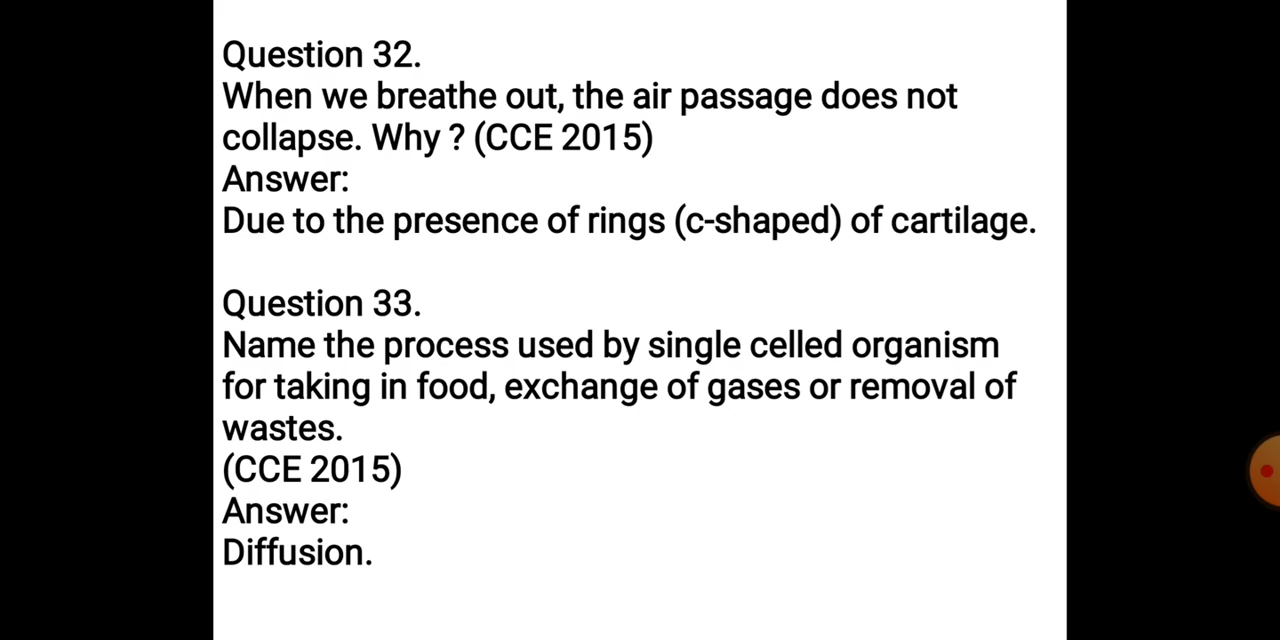 Question 32.
When we breathe out, the air passage does not
collapse. Why ? (CCE 2015)
Answer:
Due to the presence of rings (c-shaped) of cartilage.
Question 33.
Name the process used by single celled organism
for taking in food, exchange of gases or removal of
wastes.
(CCE 2015)
Answer:
Diffusion.